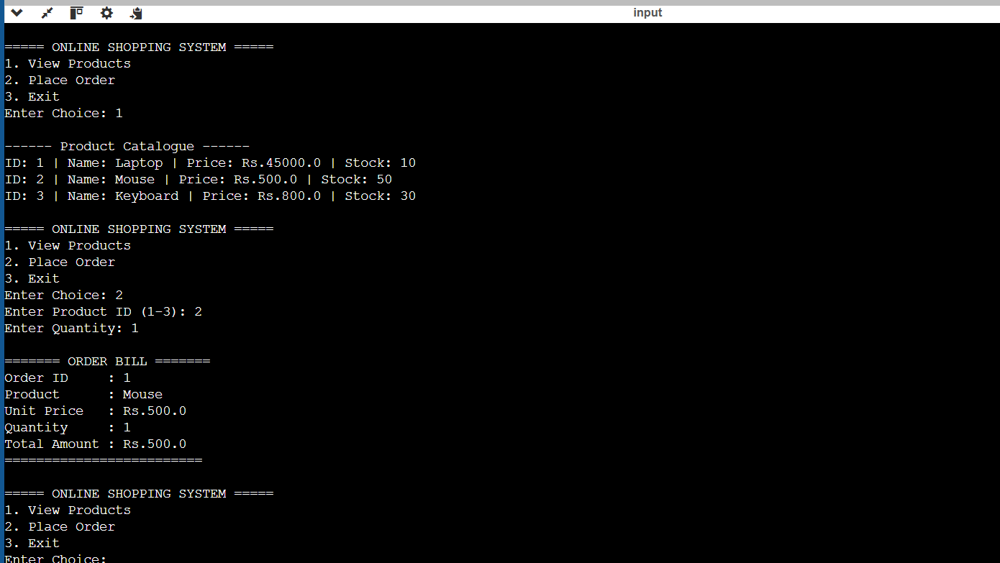 input
===== ONLINE SHOPPING SYSTEM =====
1. View Products
2. Place Order
3. Exit
Enter Choice: 1
------ Product Catalogue ------
ID: 1 | Name: Laptop | Price: Rs.45000.0 | Stock: 10
ID: 2 | Name: Mouse | Price: Rs.500.0 | Stock: 50
ID: 3 | Name: Keyboard | Price: Rs.800.0 | Stock: 30
===== ONLINE SHOPPING SYSTEM =====
1. View Products
2. Place Order
3. Exit
Enter Choice: 2
Enter Product ID (1-3): 2
Enter Quantity: 1
======= ORDER BILL =======
Order ID     : 1
Product      : Mouse
Unit Price   : Rs.500.0
Quantity     : 1
Total Amount : Rs.500.0
=========================
===== ONLINE SHOPPING SYSTEM =====
1. View Products
2. Place Order
3. Exit
Enter Choice: